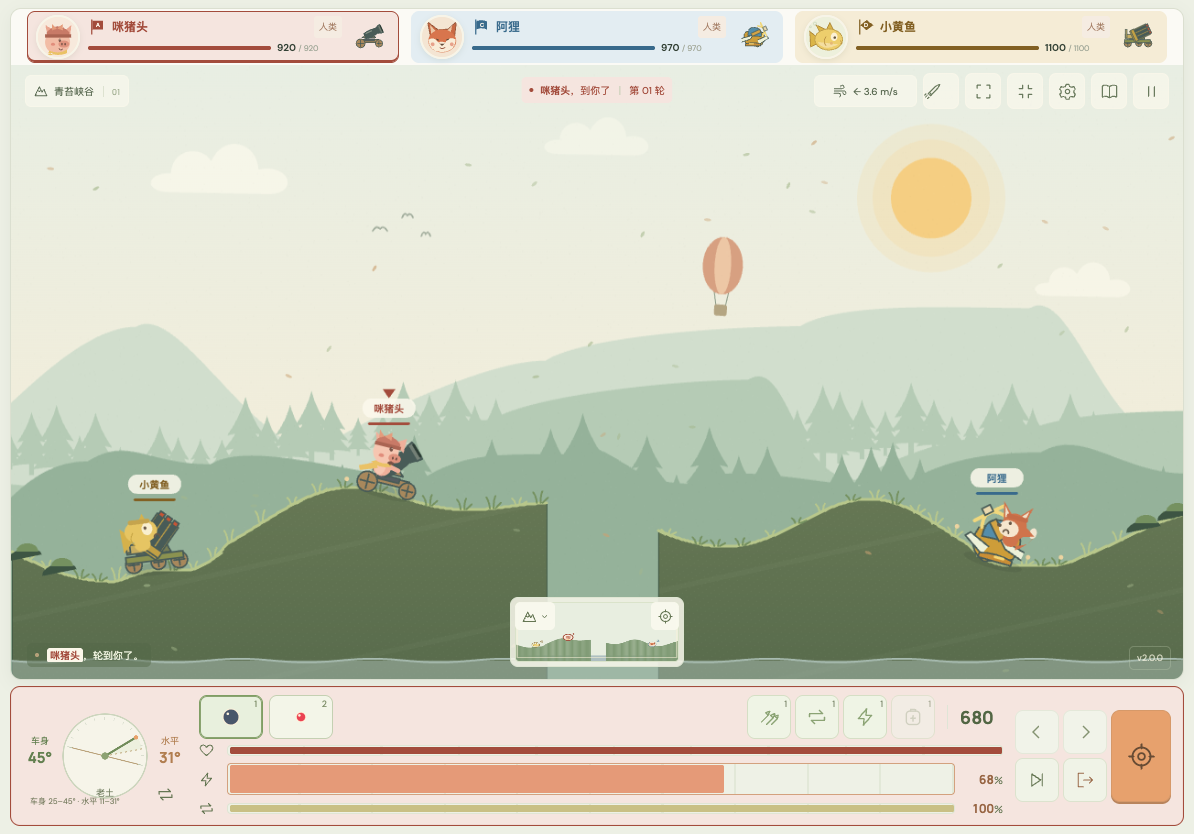 咪猪头 人类
920 / 920
阿狸 人类
970 / 970
小黄鱼 人类
1100 / 1100
青苔峡谷 01
咪猪头，到你了 第 01 轮
← 3.6 m/s
咪猪头
小黄鱼
阿狸
咪猪头，轮到你了。
v2.0.0
1
2
1
1
1
1
680
车身
45°
水平
31°
老土
车身 25–45° · 水平 11–31°
68%
100%